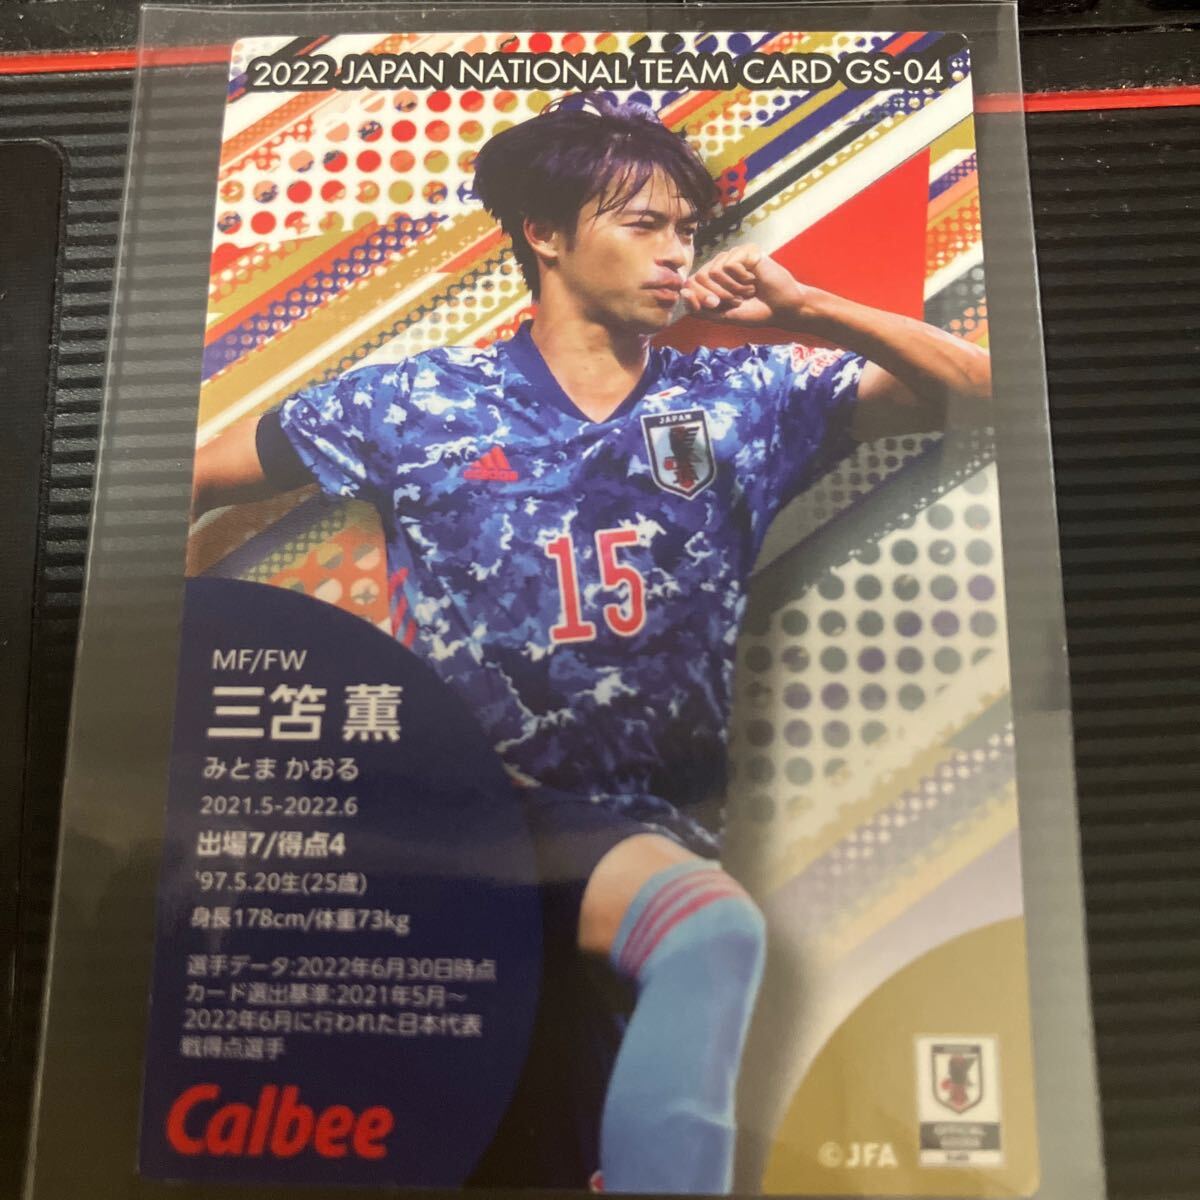 2022 JAPAN NATIONAL TEAM CARD GS-04
JAPAN
adidas
15
MF/FW
三笘 薫
みとま かおる
2021.5-2022.6
出場7/得点4
'97.5.20生(25歳)
身長178cm/体重73kg
選手データ:2022年6月30日時点
カード選出基準:2021年5月～
2022年6月に行われた日本代表
戦得点選手
Calbee
©JFA
OFFICIAL